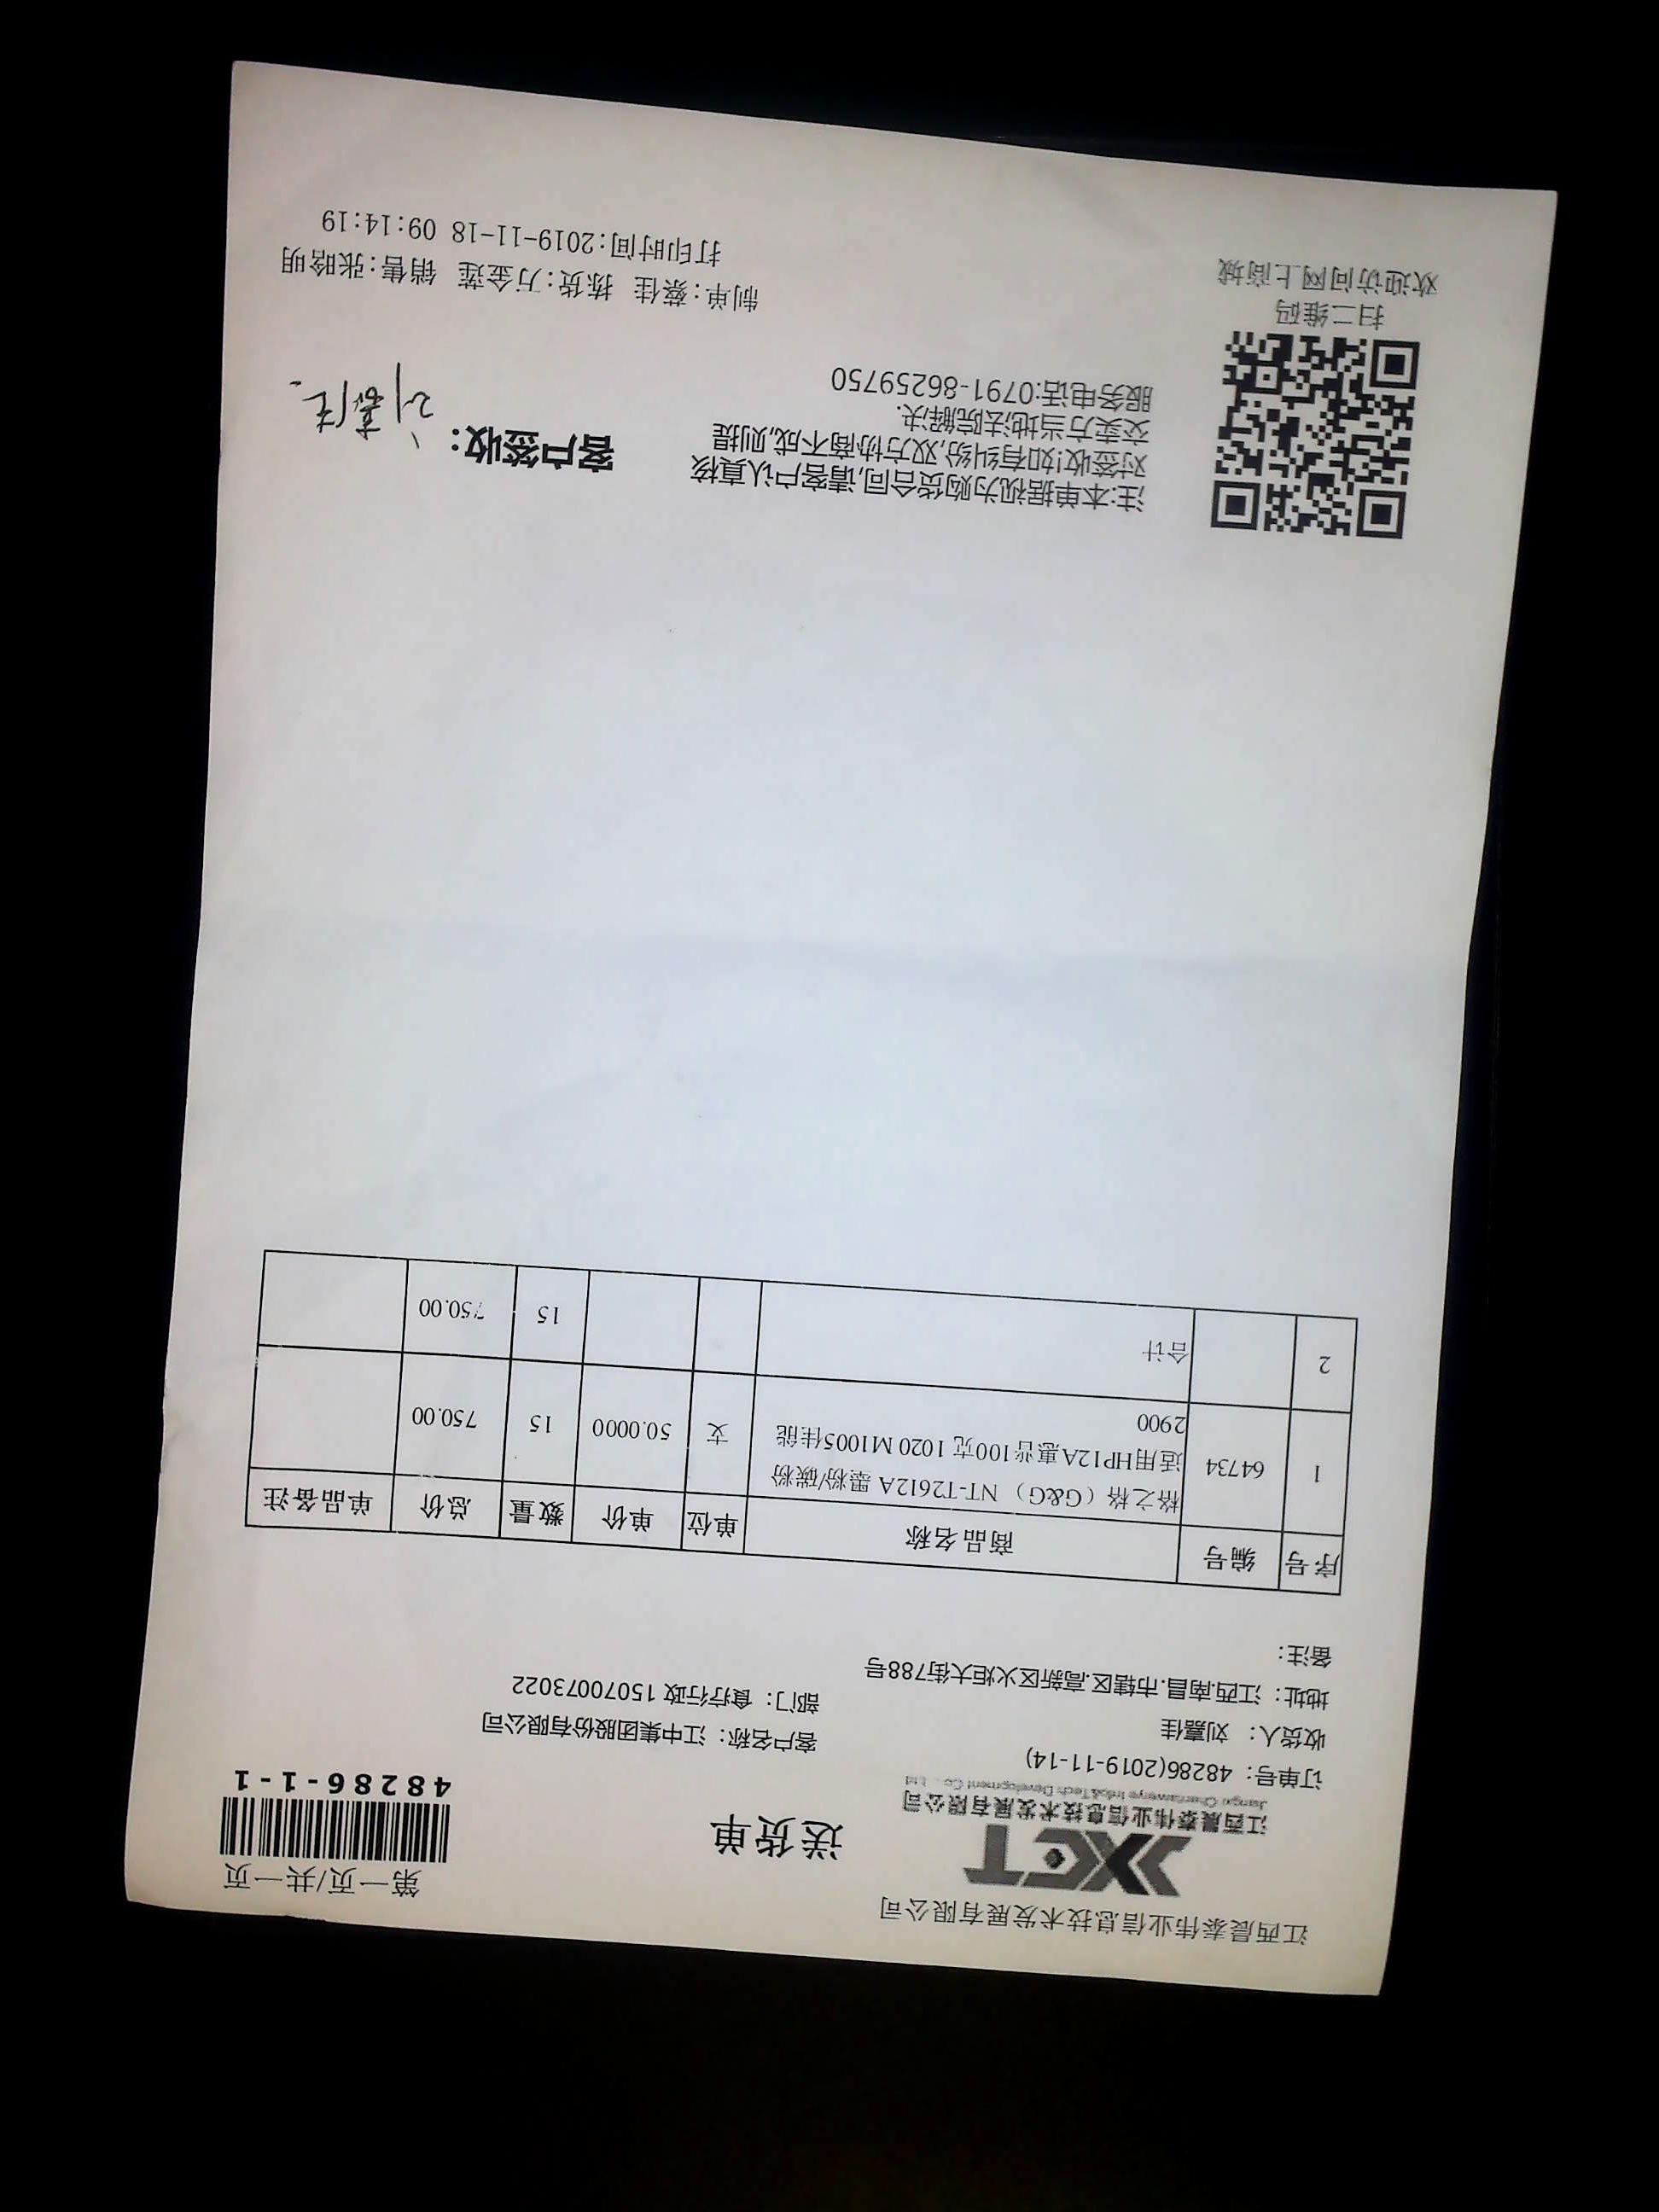 江西晨泰伟业信息技术发展有限公司
第一页/共一页
JXCT
江西晨泰伟业信息技术发展有限公司
送货单
48286-1-1
订单号: 48286(2019-11-14)
客户名称: 江中集团股份有限公司
收货人: 刘嘉佳
部门: 食疗行政 15070073022
地址: 江西.南昌.市辖区.高新区火炬大街788号
备注:
序号 编号 商品名称 单位 单价 数量 总价 单品备注
1 64734 格之格（G&G） NT-T2612A 墨粉/碳粉 支 50.0000 15 750.00
适用HP12A惠普100克 1020 M1005佳能
2900
2 合计 15 750.00
注:本单据视为购货合同,请客户认真核
对签收!如有纠纷,双方协商不成,则提
交卖方当地法院解决.
服务电话:0791-86259750
客户签收: 刘嘉佳
扫二维码
欢迎访问网上商城
制单:蔡佳 拣货:万金莲 销售:张晗明
打印时间:2019-11-18 09:14:19